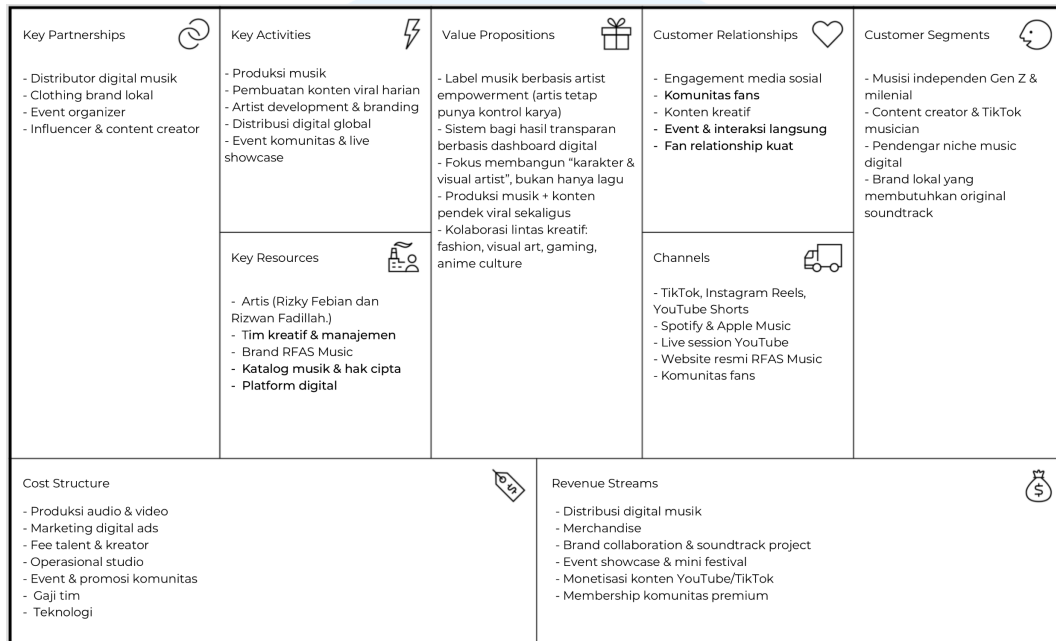 Key Partnerships
- Distributor digital musik
- Clothing brand lokal
- Event organizer
- Influencer & content creator
Key Activities
- Produksi musik
- Pembuatan konten viral harian
- Artist development & branding
- Distribusi digital global
- Event komunitas & live
showcase
Key Resources
- Artis (Rizky Febian dan
Rizwan Fadillah.)
- Tim kreatif & manajemen
- Brand RFAS Music
- Katalog musik & hak cipta
- Platform digital
Value Propositions
- Label musik berbasis artist
empowerment (artis tetap
punya kontrol karya)
- Sistem bagi hasil transparan
berbasis dashboard digital
- Fokus membangun “karakter &
visual artist”, bukan hanya lagu
- Produksi musik + konten
pendek viral sekaligus
- Kolaborasi lintas kreatif:
fashion, visual art, gaming,
anime culture
Customer Relationships
- Engagement media sosial
- Komunitas fans
- Konten kreatif
- Event & interaksi langsung
- Fan relationship kuat
Channels
- TikTok, Instagram Reels,
YouTube Shorts
- Spotify & Apple Music
- Live session YouTube
- Website resmi RFAS Music
- Komunitas fans
Customer Segments
- Musisi independen Gen Z &
milenial
- Content creator & TikTok
musician
- Pendengar niche music
digital
- Brand lokal yang
membutuhkan original
soundtrack
Cost Structure
- Produksi audio & video
- Marketing digital ads
- Fee talent & kreator
- Operasional studio
- Event & promosi komunitas
- Gaji tim
- Teknologi
Revenue Streams
- Distribusi digital musik
- Merchandise
- Brand collaboration & soundtrack project
- Event showcase & mini festival
- Monetisasi konten YouTube/TikTok
- Membership komunitas premium